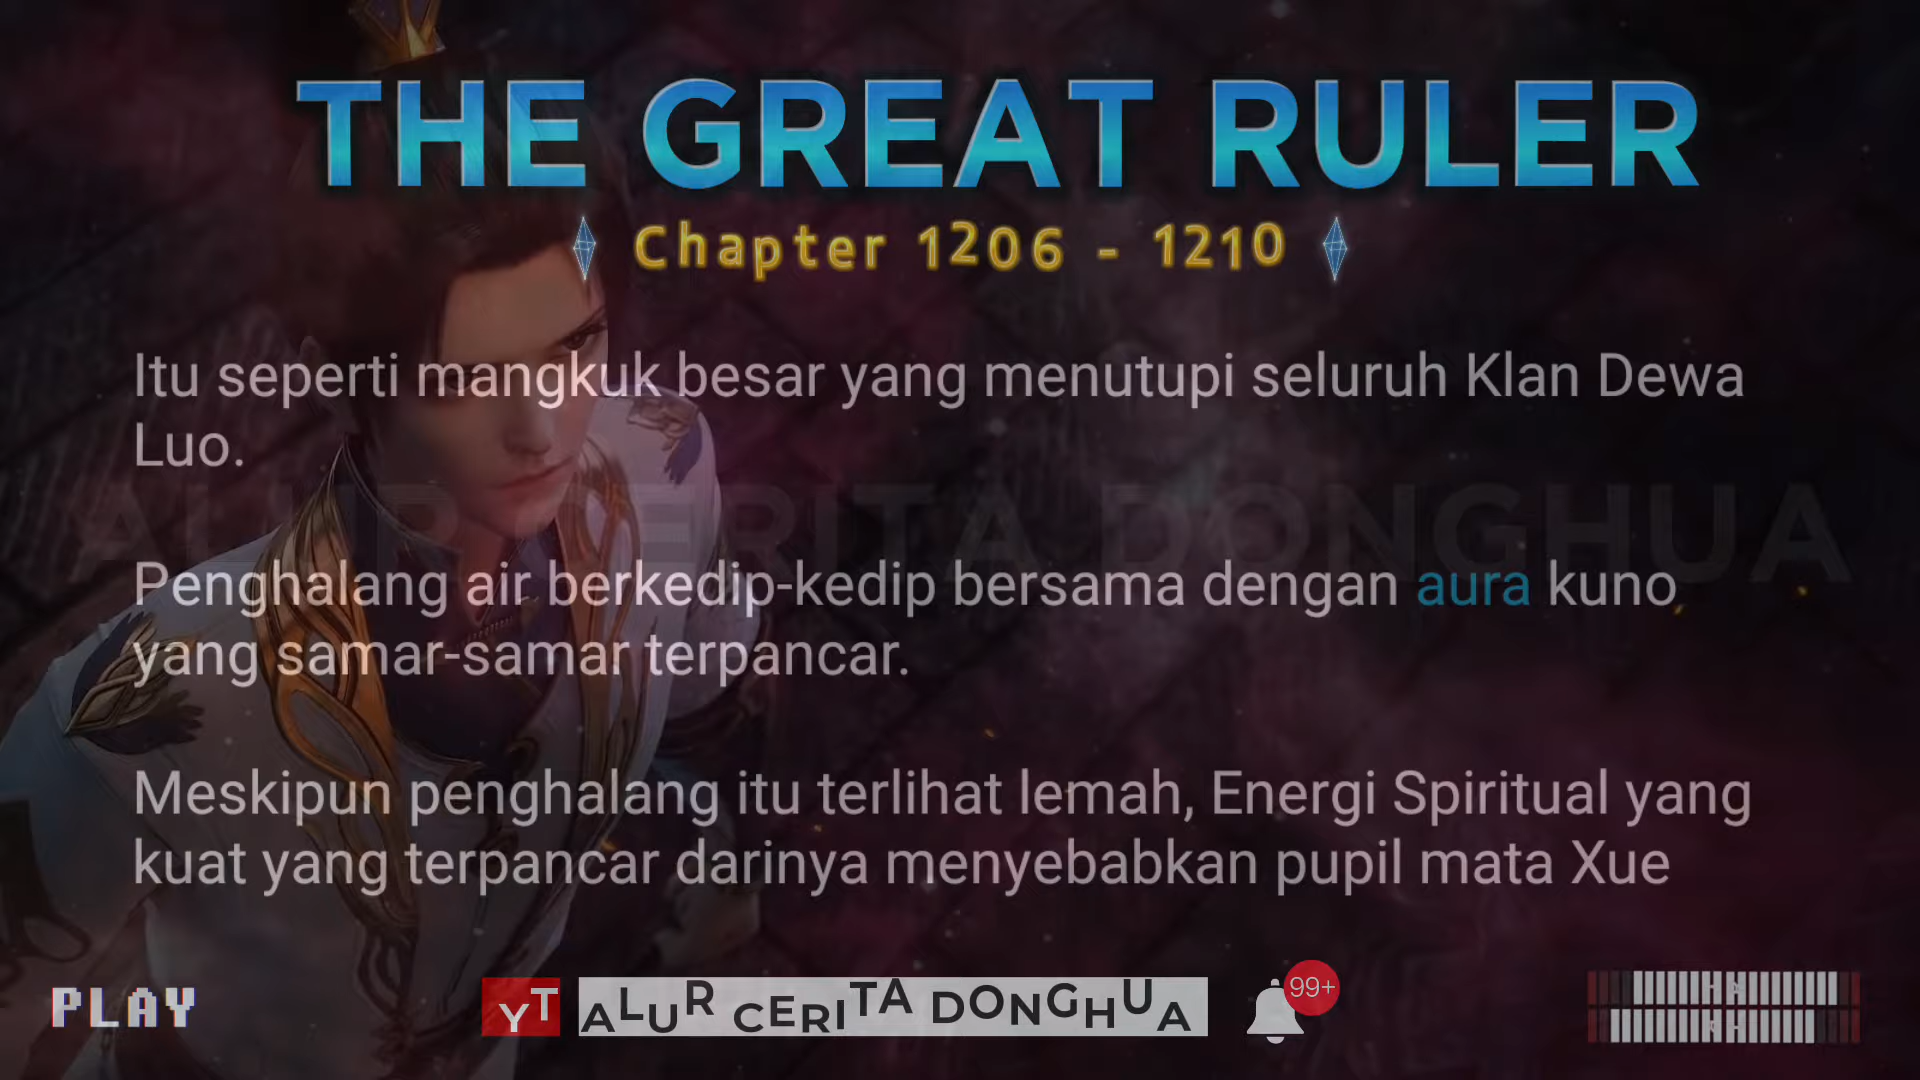 THE GREAT RULER
Chapter 1206 - 1210
Itu seperti mangkuk besar yang menutupi seluruh Klan Dewa
Luo.
ALUR CERITA DONGHUA
Penghalang air berkedip-kedip bersama dengan aura kuno
yang samar-samar terpancar.
Meskipun penghalang itu terlihat lemah, Energi Spiritual yang
kuat yang terpancar darinya menyebabkan pupil mata Xue
PLAY
YT ALUR CERITA DONGHUA 99+